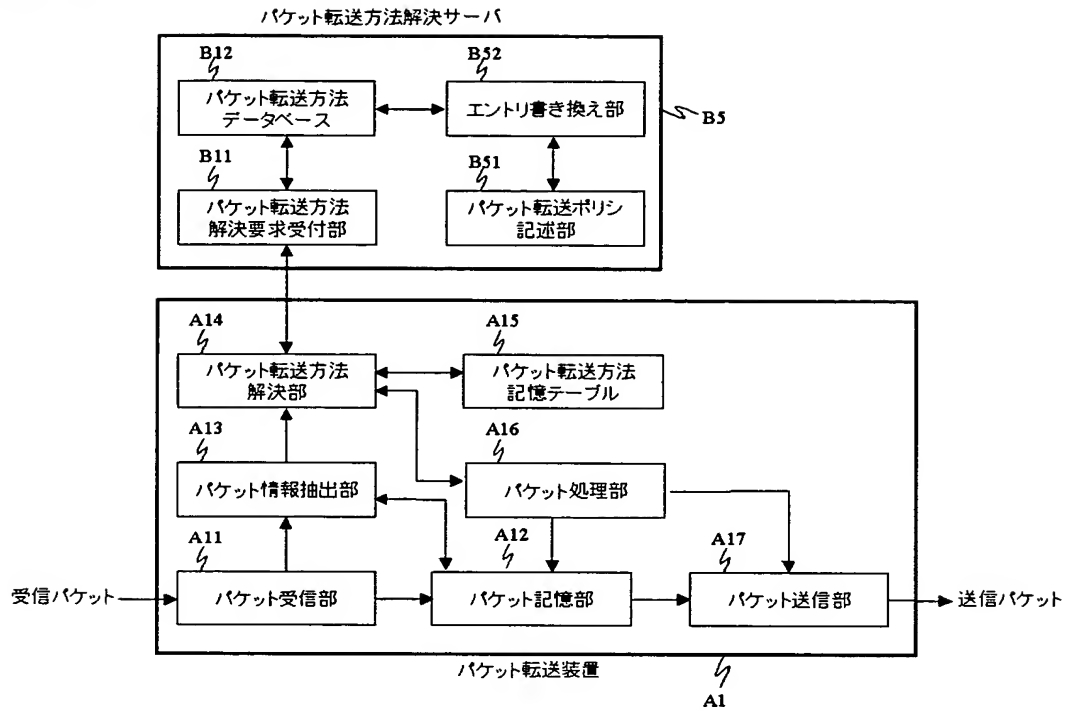 パケット転送方法解決サーバ
B12
B52
パケット転送方法
データベース
エントリ書き換え部
B5
B11
B51
パケット転送方法
解決要求受付部
パケット転送ポリシ
記述部
A14
A15
パケット転送方法
解決部
パケット転送方法
記憶テーブル
A13
A16
パケット情報抽出部
パケット処理部
A11
A12
A17
受信パケット
パケット受信部
パケット記憶部
パケット送信部
送信パケット
パケット転送装置
A1